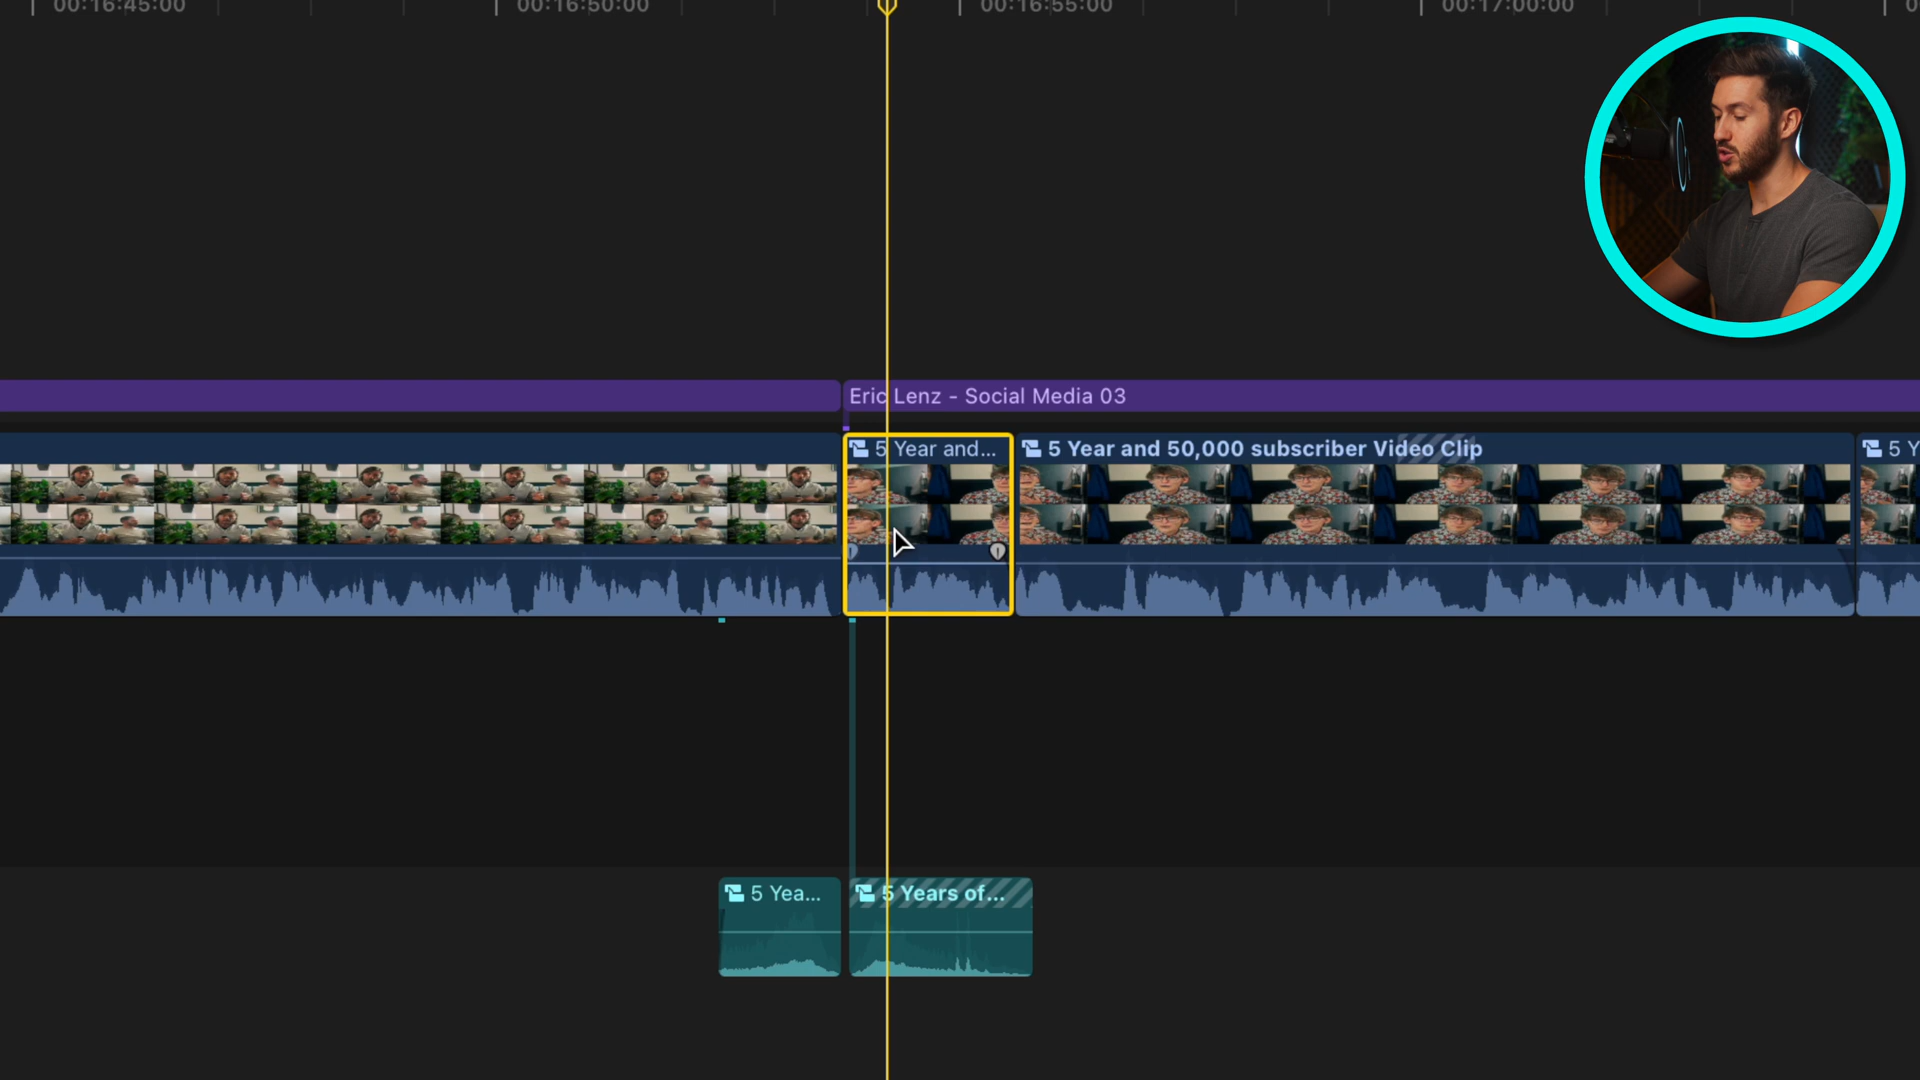 00:16:45:00
00:16:50:00
00:16:55:00
00:17:00:00
Eric Lenz - Social Media 03
5 Year and...
5 Year and 50,000 subscriber Video Clip
5 Y
5 Yea...
5 Years of...